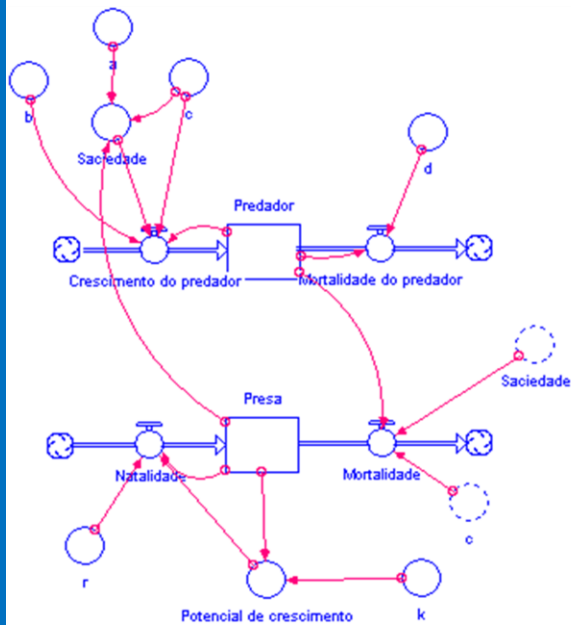 a
b
c
Saciedade
d
Predador
Crescimento do predador
Mortalidade do predador
Saciedade
Presa
Natalidade
Mortalidade
c
r
Potencial de crescimento
k